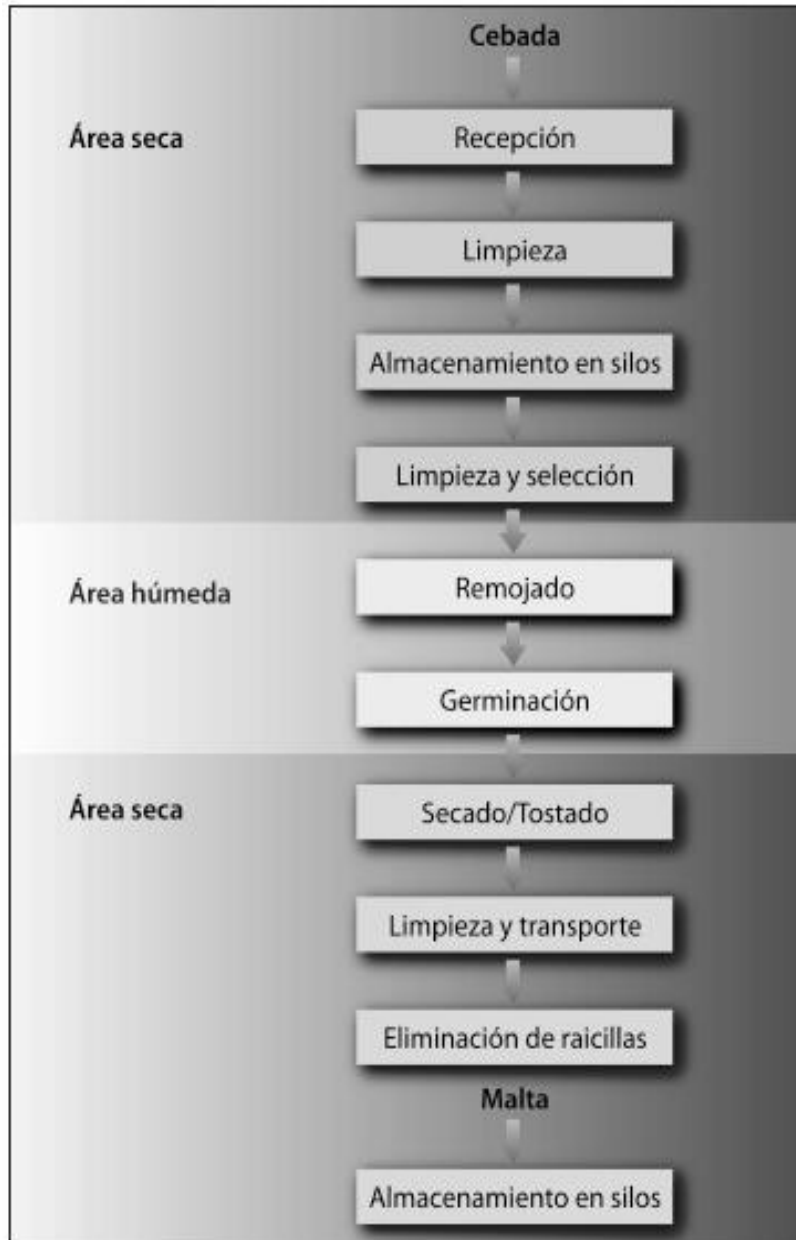 Cebada
Área seca
Recepción
Limpieza
Almacenamiento en silos
Limpieza y selección
Área húmeda
Remojado
Germinación
Área seca
Secado/Tostado
Limpieza y transporte
Eliminación de raicillas
Malta
Almacenamiento en silos